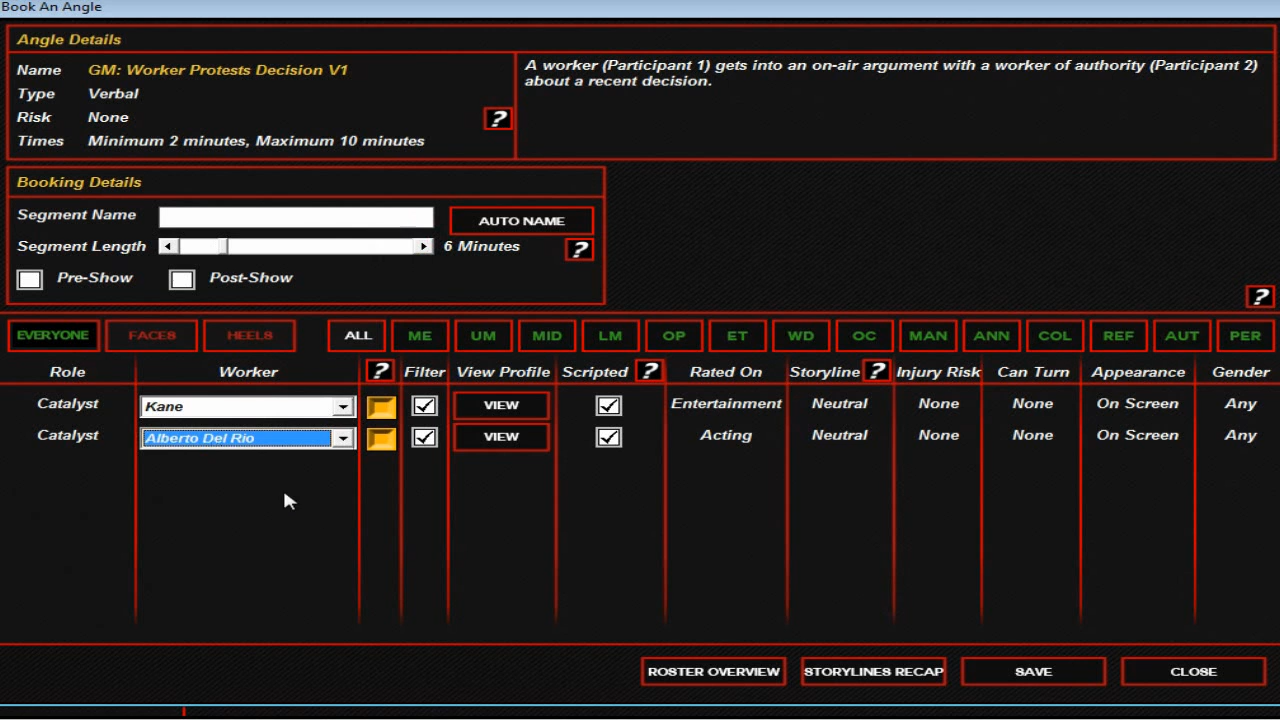 Book An Angle
Angle Details
Name GM: Worker Protests Decision V1
Type Verbal
Risk None
?
Times Minimum 2 minutes, Maximum 10 minutes
A worker (Participant 1) gets into an on-air argument with a worker of authority (Participant 2)
about a recent decision.
Booking Details
Segment Name AUTO NAME
Segment Length 6 Minutes ?
Pre-Show Post-Show
?
EVERYONE FACES HEELS ALL ME UM MID LM OP ET WD OC MAN ANN COL REF AUT PER
Role Worker ? Filter View Profile Scripted ? Rated On Storyline ? Injury Risk Can Turn Appearance Gender
Catalyst Kane VIEW Entertainment Neutral None None On Screen Any
Catalyst Alberto Del Rio VIEW Acting Neutral None None On Screen Any
ROSTER OVERVIEW STORYLINES RECAP SAVE CLOSE